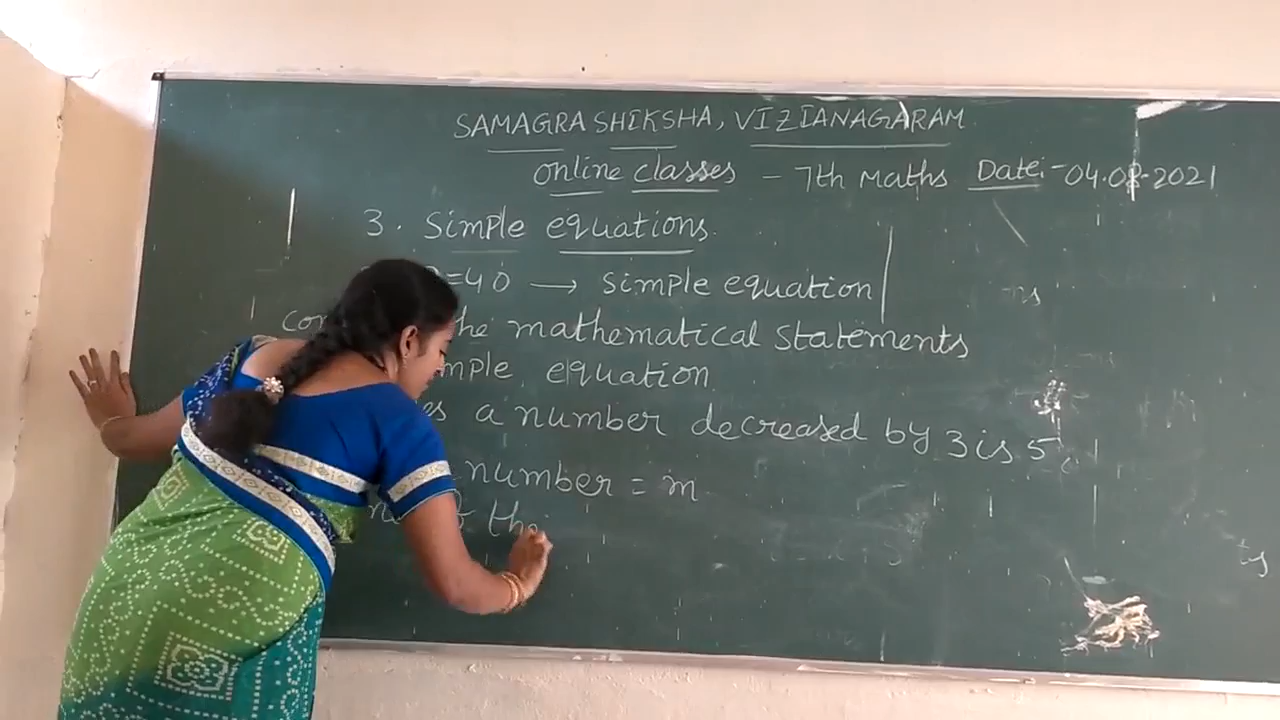 SAMAGRA SHIKSHA, VIZIANAGARAM
online classes - 7th Maths Date:-04.08.2021
3. Simple equations
=40 → simple equation
the mathematical statements
equation
a number decreased by 3 is 5.
number = m
the